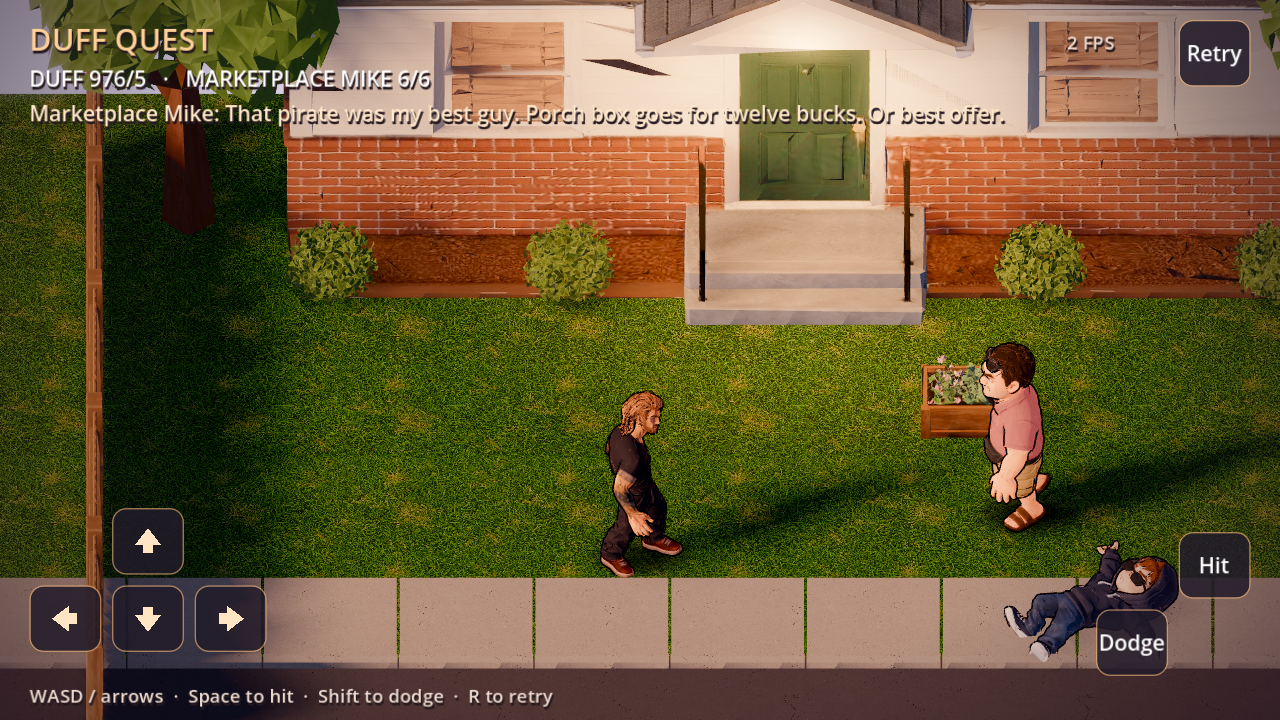 DUFF QUEST
2 FPS
Retry
DUFF 976/5 · MARKETPLACE MIKE 6/6
Marketplace Mike: That pirate was my best guy. Porch box goes for twelve bucks. Or best offer.
Hit
Dodge
WASD / arrows · Space to hit · Shift to dodge · R to retry